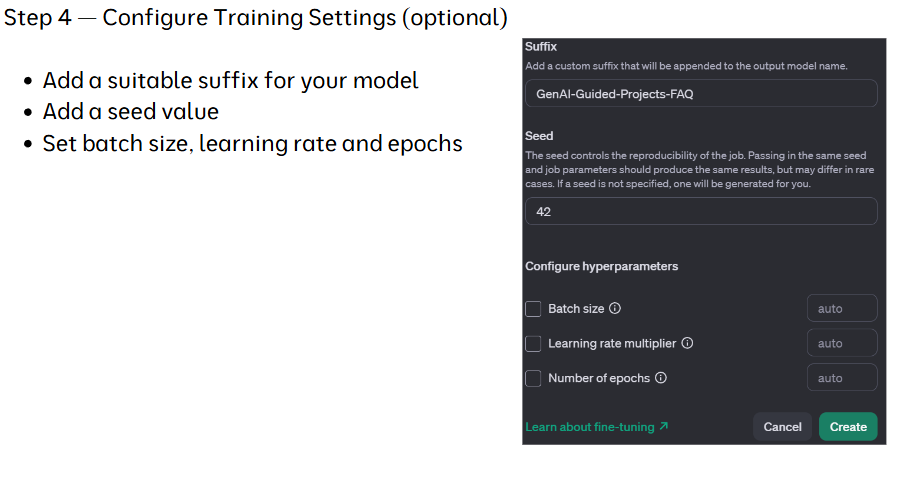 Step 4 — Configure Training Settings (optional)
• Add a suitable suffix for your model
• Add a seed value
• Set batch size, learning rate and epochs
Suffix
Add a custom suffix that will be appended to the output model name.
GenAI-Guided-Projects-FAQ
Seed
The seed controls the reproducibility of the job. Passing in the same seed
and job parameters should produce the same results, but may differ in rare
cases. If a seed is not specified, one will be generated for you.
42
Configure hyperparameters
Batch size auto
Learning rate multiplier auto
Number of epochs auto
Learn about fine-tuning Cancel Create